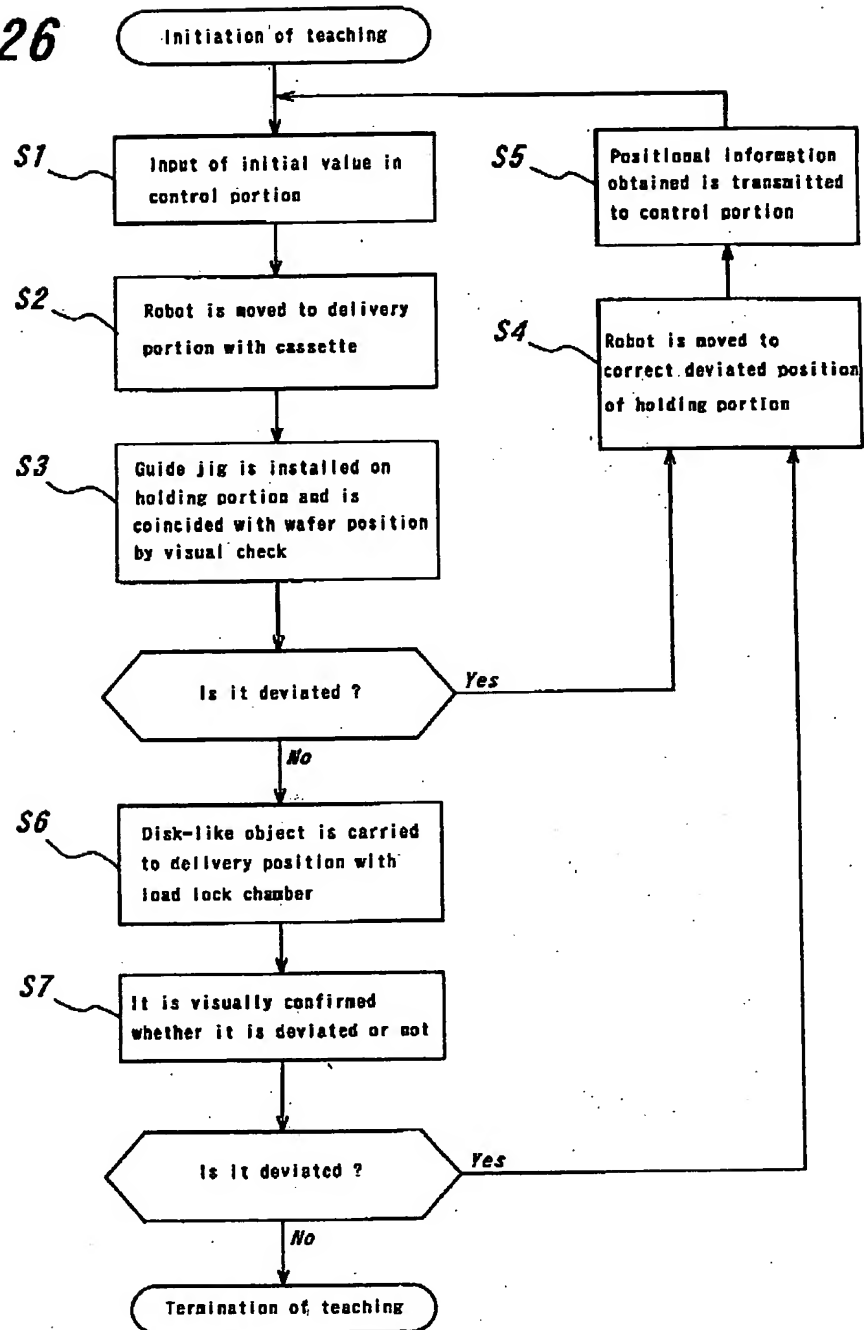 26
Initiation of teaching
S1
Input of initial value in
control portion
S5
Positional information
obtained is transmitted
to control portion
S2
Robot is moved to delivery
portion with cassette
S4
Robot is moved to
correct deviated position
of holding portion
S3
Guide jig is installed on
holding portion and is
coincided with wafer position
by visual check
Is it deviated ?
Yes
No
S6
Disk-like object is carried
to delivery position with
load lock chamber
S7
It is visually confirmed
whether it is deviated or not
Is it deviated ?
Yes
No
Termination of teaching